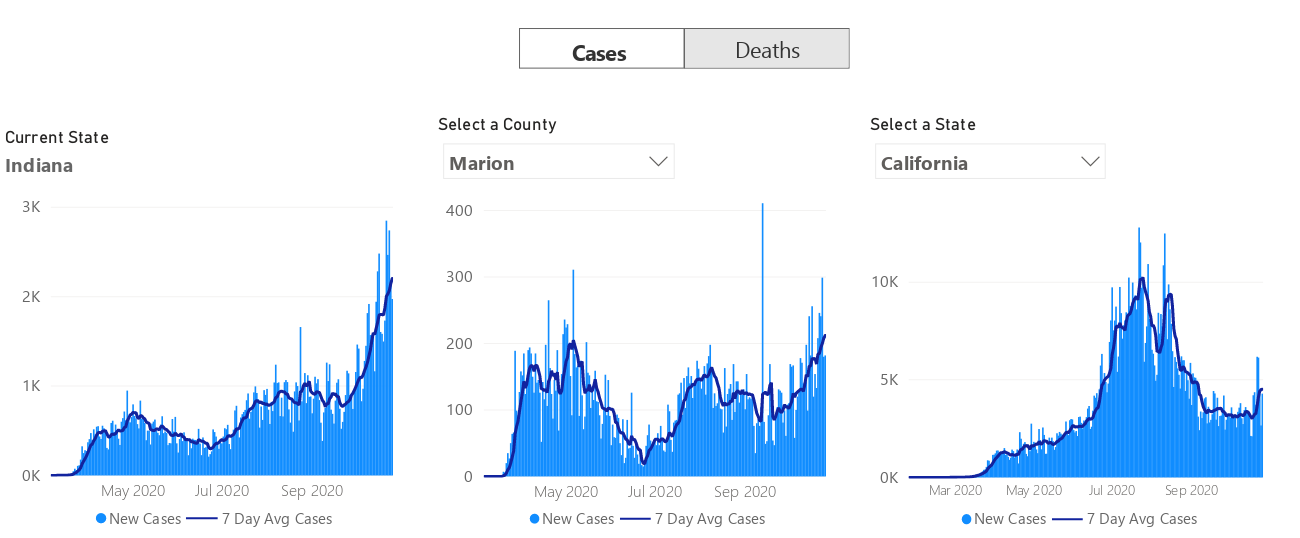 Cases
Deaths
Current State
Indiana
3K
2K
1K
0K
May 2020
Jul 2020
Sep 2020
New Cases
7 Day Avg Cases
Select a County
Marion
400
300
200
100
0
May 2020
Jul 2020
Sep 2020
New Cases
7 Day Avg Cases
Select a State
California
10K
5K
0K
Mar 2020
May 2020
Jul 2020
Sep 2020
New Cases
7 Day Avg Cases